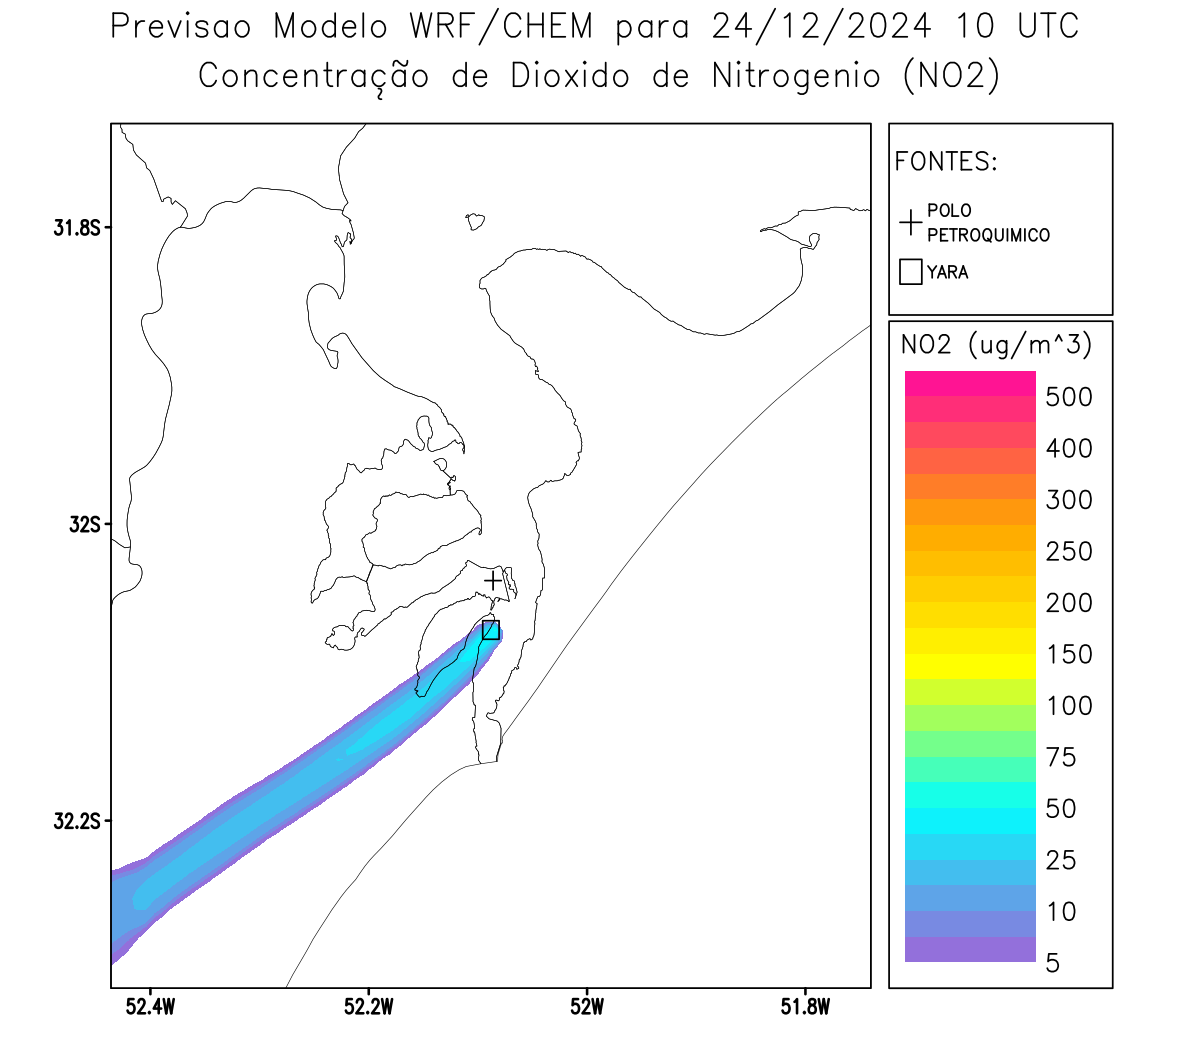 Previsao Modelo WRF/CHEM para 24/12/2024 10 UTC
Concentração de Dioxido de Nitrogenio (NO2)
FONTES:
POLO
PETROQUIMICO
YARA
NO2 (ug/m^3)
500
400
300
250
200
150
100
75
50
25
10
5
31.8S
32S
32.2S
52.4W
52.2W
52W
51.8W